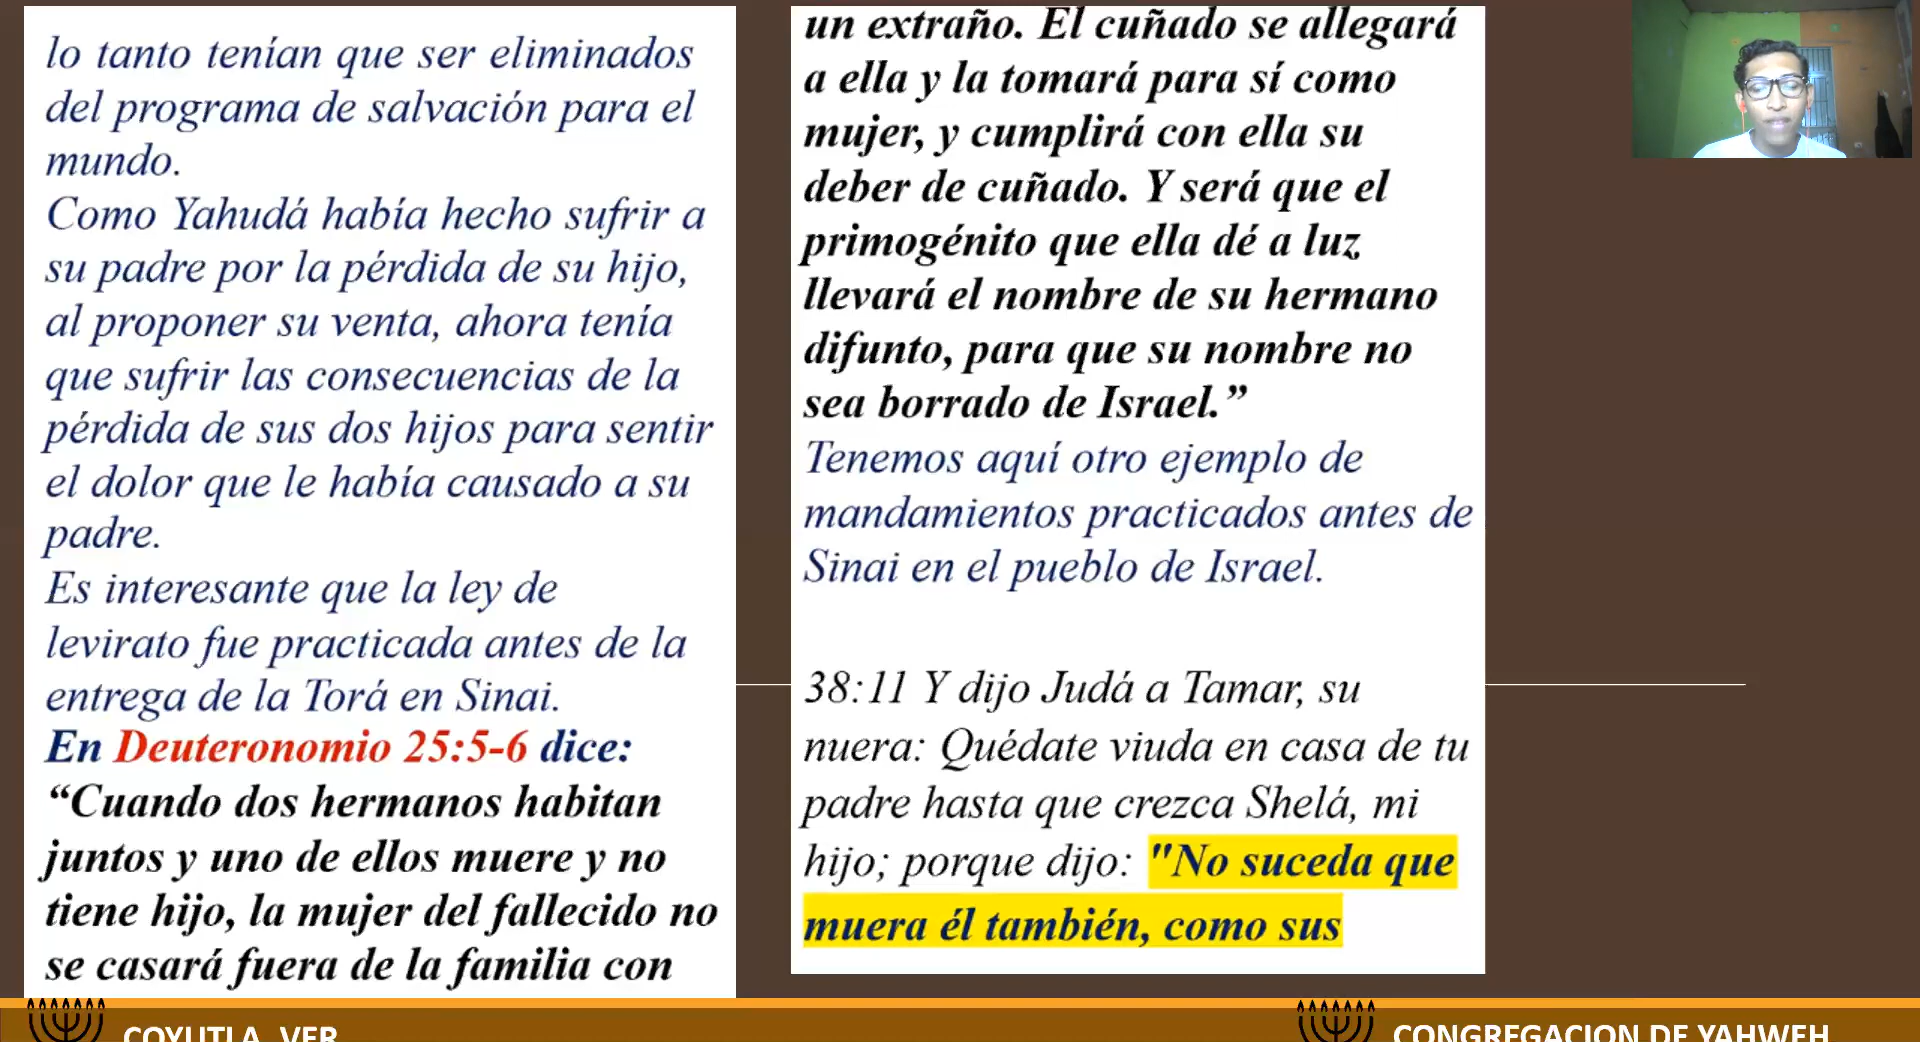 lo tanto tenían que ser eliminados
del programa de salvación para el
mundo.
Como Yahudá había hecho sufrir a
su padre por la pérdida de su hijo,
al proponer su venta, ahora tenía
que sufrir las consecuencias de la
pérdida de sus dos hijos para sentir
el dolor que le había causado a su
padre.
Es interesante que la ley de
levirato fue practicada antes de la
entrega de la Torá en Sinai.
En Deuteronomio 25:5-6 dice:
“Cuando dos hermanos habitan
juntos y uno de ellos muere y no
tiene hijo, la mujer del fallecido no
se casará fuera de la familia con
un extraño. El cuñado se allegará
a ella y la tomará para sí como
mujer, y cumplirá con ella su
deber de cuñado. Y será que el
primogénito que ella dé a luz
llevará el nombre de su hermano
difunto, para que su nombre no
sea borrado de Israel.”
Tenemos aquí otro ejemplo de
mandamientos practicados antes de
Sinai en el pueblo de Israel.
38:11 Y dijo Judá a Tamar, su
nuera: Quédate viuda en casa de tu
padre hasta que crezca Shelá, mi
hijo; porque dijo: "No suceda que
muera él también, como sus
COYUTLA, VER
CONGREGACION DE YAHWEH